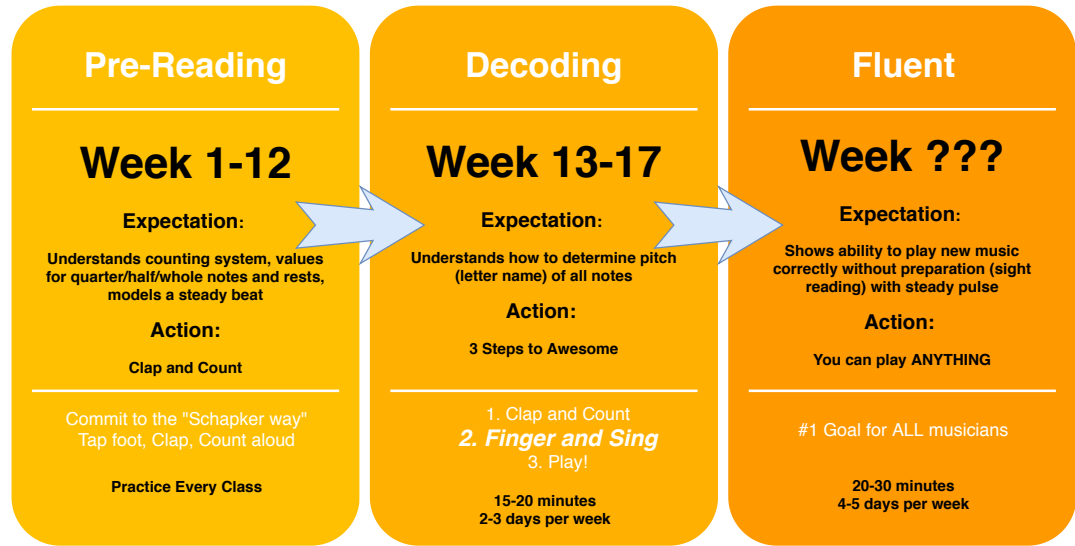 Pre-Reading
Week 1-12
Expectation:
Understands counting system, values
for quarter/half/whole notes and rests,
models a steady beat
Action:
Clap and Count
Commit to the "Schapker way"
Tap foot, Clap, Count aloud
Practice Every Class
Decoding
Week 13-17
Expectation:
Understands how to determine pitch
(letter name) of all notes
Action:
3 Steps to Awesome
1. Clap and Count
2. Finger and Sing
3. Play!
15-20 minutes
2-3 days per week
Fluent
Week ???
Expectation:
Shows ability to play new music
correctly without preparation (sight
reading) with steady pulse
Action:
You can play ANYTHING
#1 Goal for ALL musicians
20-30 minutes
4-5 days per week